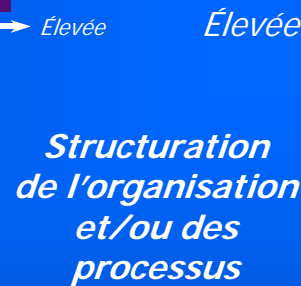 Élevée Élevée
Structuration
de l'organisation
et/ou des
processus